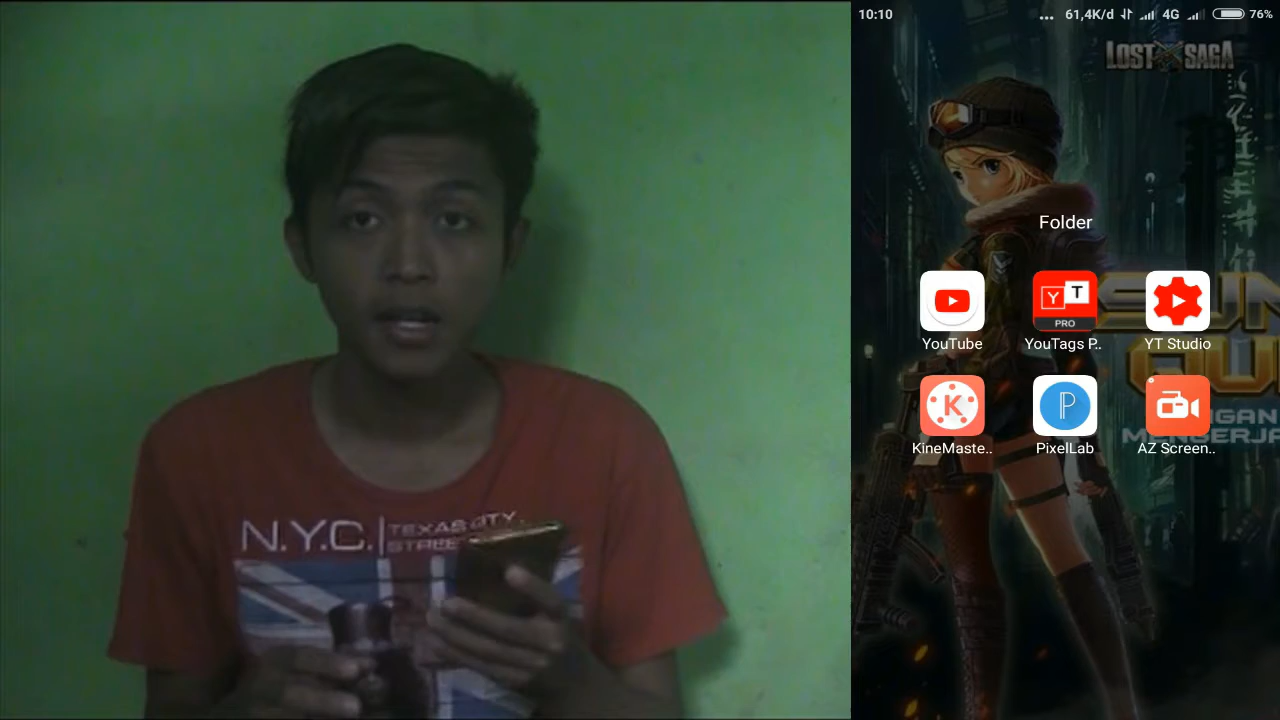 N.Y.C.
TEXAS CITY
10:10
... 61,4K/d 4G 76%
LOST SAGA
Folder
Y T
PRO
YouTube
YouTags P..
YT Studio
K
P
KineMaste..
PixelLab
AZ Screen..